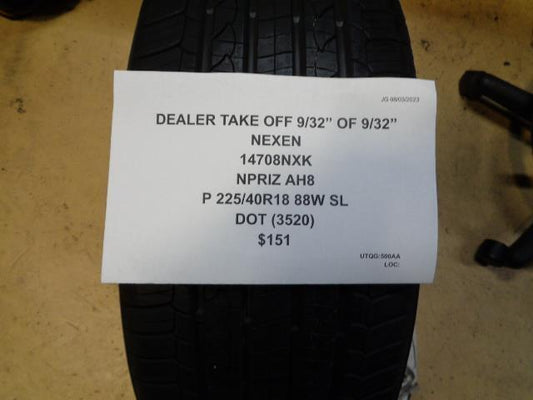 JG 08/03/2023
DEALER TAKE OFF 9/32” OF 9/32”
NEXEN
14708NXK
NPRIZ AH8
P 225/40R18 88W SL
DOT (3520)
$151
UTQG:500AA
LOC: